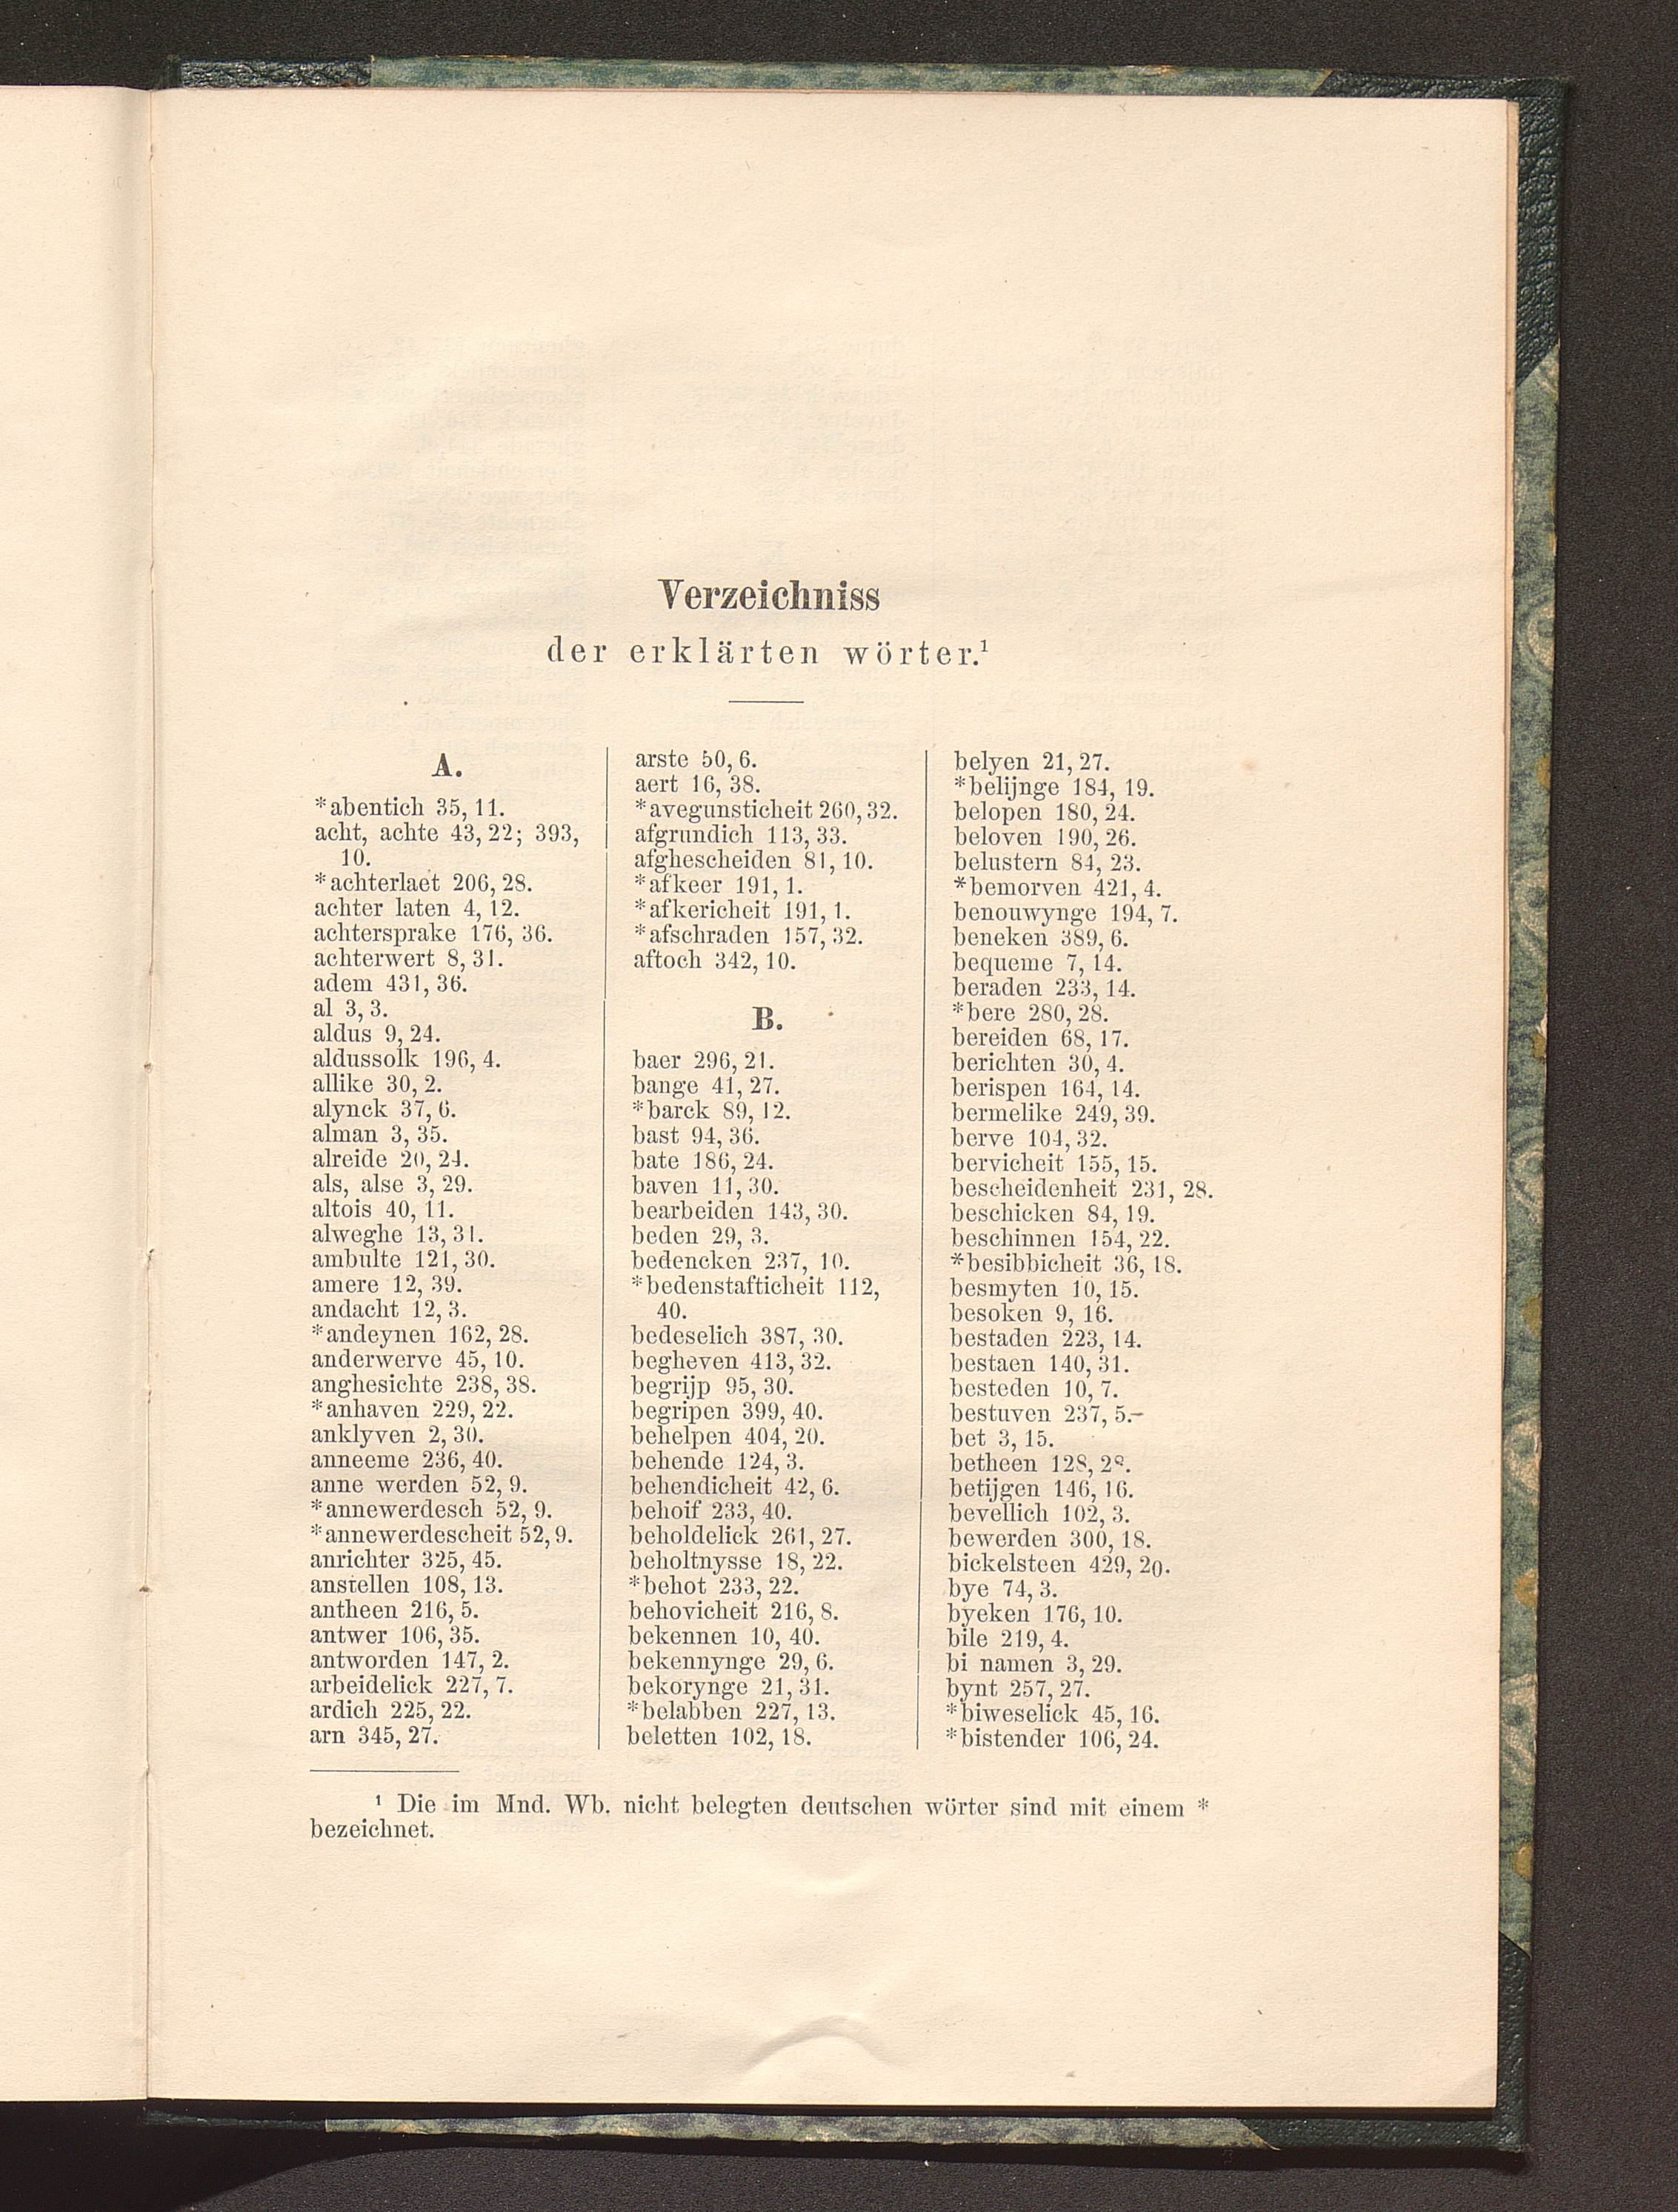 Verzeichniss
der erklärten wörter.¹
A.
*abentich 35, 11.
acht, achte 43, 22; 393,
10.
*achterlaet 206, 28.
achter laten 4, 12.
achtersprake 176, 36.
achterwert 8, 31.
adem 431, 36.
al 3, 3.
aldus 9, 24.
aldussolk 196, 4.
allike 30, 2.
alynck 37, 6.
alman 3, 35.
alreide 20, 24.
als, alse 3, 29.
altois 40, 11.
alweghe 13, 31.
ambulte 121, 30.
amere 12, 39.
andacht 12, 3.
*andeynen 162, 28.
anderwerve 45, 10.
anghesichte 238, 38.
*anhaven 229, 22.
anklyven 2, 30.
anneeme 236, 40.
anne werden 52, 9.
*annewerdesch 52, 9.
*annewerdescheit 52, 9.
anrichter 325, 45.
anstellen 108, 13.
antheen 216, 5.
antwer 106, 35.
antworden 147, 2.
arbeidelick 227, 7.
ardich 225, 22.
arn 345, 27.
arste 50, 6.
aert 16, 38.
*avegunsticheit 260, 32.
afgrundich 113, 33.
afghescheiden 81, 10.
*afkeer 191, 1.
*afkericheit 191, 1.
*afschraden 157, 32.
aftoch 342, 10.
B.
baer 296, 21.
bange 41, 27.
*barck 89, 12.
bast 94, 36.
bate 186, 24.
baven 11, 30.
bearbeiden 143, 30.
beden 29, 3.
bedencken 237, 10.
*bedenstafticheit 112,
40.
bedeselich 387, 30.
begheven 413, 32.
begrijp 95, 30.
begripen 399, 40.
behelpen 404, 20.
behende 124, 3.
behendicheit 42, 6.
behoif 233, 40.
beholdelick 261, 27.
beholtnysse 18, 22.
*behot 233, 22.
behovicheit 216, 8.
bekennen 10, 40.
bekennynge 29, 6.
bekorynge 21, 31.
*belabben 227, 13.
beletten 102, 18.
belyen 21, 27.
*belijnge 184, 19.
belopen 180, 24.
beloven 190, 26.
belustern 84, 23.
*bemorven 421, 4.
benouwynge 194, 7.
beneken 389, 6.
bequeme 7, 14.
beraden 233, 14.
*bere 280, 28.
bereiden 68, 17.
berichten 30, 4.
berispen 164, 14.
bermelike 249, 39.
berve 104, 32.
bervicheit 155, 15.
bescheidenheit 231, 28.
beschicken 84, 19.
beschinnen 154, 22.
*besibbicheit 36, 18.
besmyten 10, 15.
besoken 9, 16.
bestaden 223, 14.
bestaen 140, 31.
besteden 10, 7.
bestuven 237, 5.
bet 3, 15.
betheen 128,
betijgen 146, 16.
bevellich 102, 3.
bewerden 300, 18.
bickelsteen 429, 20.
bye 74, 3.
byeken 176, 10.
bile 219, 4.
bi namen 3, 29.
bynt 257, 27.
*biweselick 45, 16.
*bistender 106, 24.
¹ Die im Mnd. Wb. nicht belegten deutschen wörter sind mit einem *
bezeichnet.